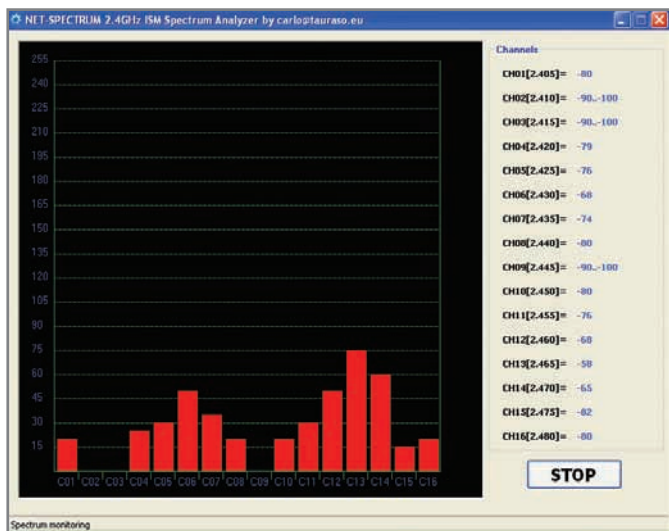 NET-SPECTRUM 2.4GHz ISM Spectrum Analyzer by carlo@tauraso.eu
255
240
225
210
195
180
165
150
135
120
105
90
75
60
45
30
15
C01 C02 C03 C04 C05 C06 C07 C08 C09 C10 C11 C12 C13 C14 C15 C16
Channels
CH01[2.405]= -80
CH02[2.410]= -90..-100
CH03[2.415]= -90..-100
CH04[2.420]= -79
CH05[2.425]= -76
CH06[2.430]= -68
CH07[2.435]= -74
CH08[2.440]= -80
CH09[2.445]= -90..-100
CH10[2.450]= -80
CH11[2.455]= -76
CH12[2.460]= -68
CH13[2.465]= -58
CH14[2.470]= -65
CH15[2.475]= -82
CH16[2.480]= -80
STOP
Spectrum monitoring